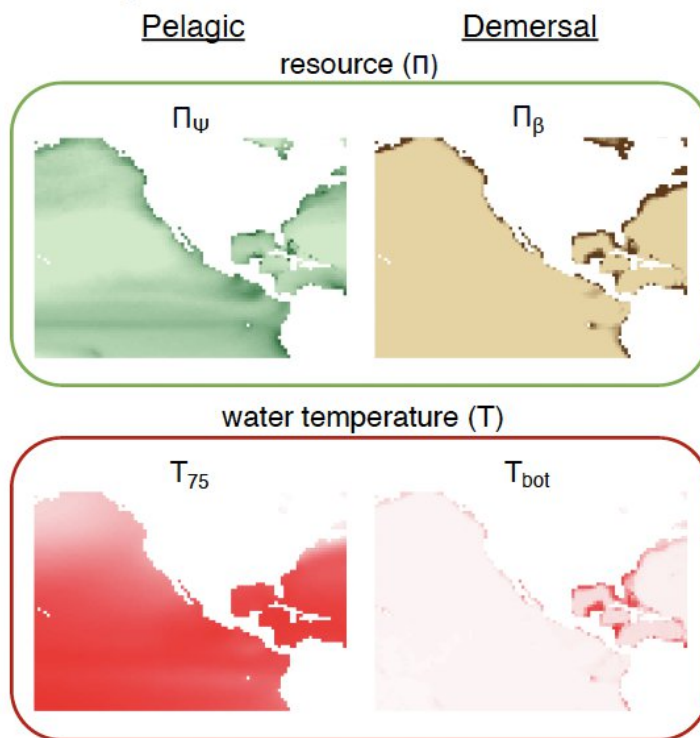 Pelagic Demersal
resource (Π)
Πψ Πβ
water temperature (T)
T75 Tbot